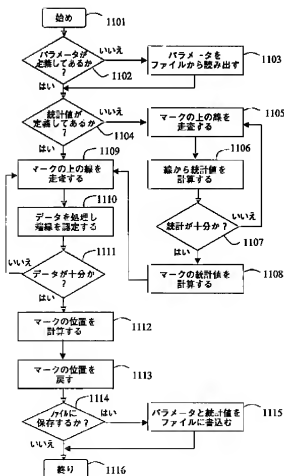 始め
1101
パラメータが
定義してあるか
?
1102
いいえ
パラメータを
ファイルから読み出す
1103
はい
統計値が
定義してあるか
?
1104
いいえ
マークの上の線を
走査する
1105
はい
1109
マークの上の線を
走査する
1106
線から統計値を
計算する
1110
データを処理し
端線を認定する
統計が十分か?
いいえ
1107
はい
1111
データが十分か
?
いいえ
はい
マークの統計値を
計算する
1108
マークの位置を
計算する
1112
マークの位置を
戻す
1113
1114
ファイルに
保存するか?
はい
パラメータと統計値を
ファイルに書込む
1115
いいえ
終り
1116